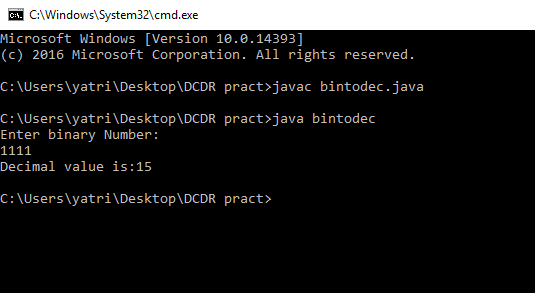 C:\Windows\System32\cmd.exe
Microsoft Windows [Version 10.0.14393]
(c) 2016 Microsoft Corporation. All rights reserved.
C:\Users\yatri\Desktop\DCDR pract>javac bintodec.java
C:\Users\yatri\Desktop\DCDR pract>java bintodec
Enter binary Number:
1111
Decimal value is:15
C:\Users\yatri\Desktop\DCDR pract>